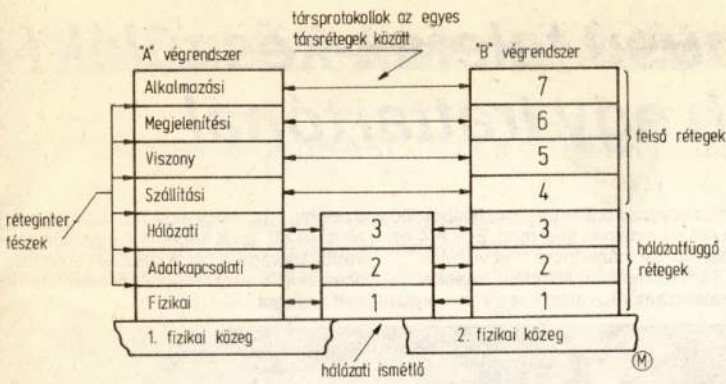 társprotokollok az egyes
társrétegek között
"A" végrendszer
"B" végrendszer
Alkalmazási
7
Megjelenítési
6
Viszony
5
Szállítási
4
Hálózati
3
3
Adatkapcsolati
2
2
Fizikai
1
1
réteginter-
fészek
felső rétegek
hálózatfüggő
rétegek
1. fizikai közeg
2. fizikai közeg
hálózati ismétlő
M